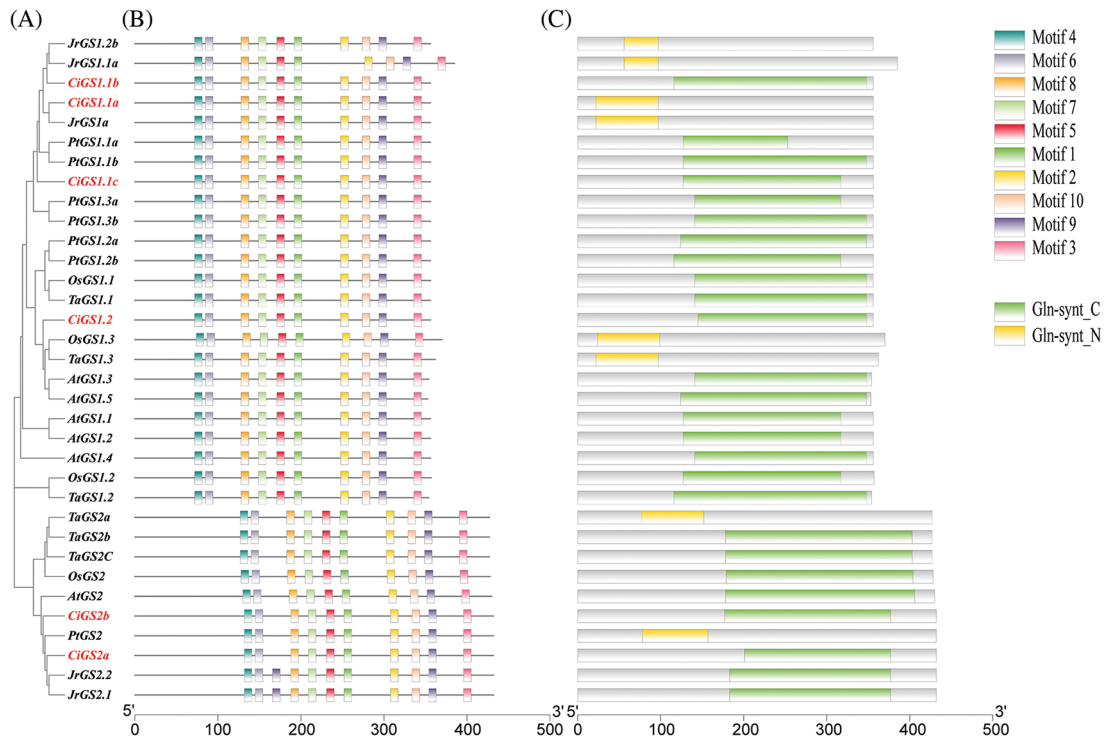 (A) (B) (C)
JrGS1.2b
JrGS1.1a
CiGS1.1b
CiGS1.1a
JrGS1a
PtGS1.1a
PtGS1.1b
CiGS1.1c
PtGS1.3a
PtGS1.3b
PtGS1.2a
PtGS1.2b
OsGS1.1
TaGS1.1
CiGS1.2
OsGS1.3
TaGS1.3
AtGS1.3
AtGS1.5
AtGS1.1
AtGS1.2
AtGS1.4
OsGS1.2
TaGS1.2
TaGS2a
TaGS2b
TaGS2C
OsGS2
AtGS2
CiGS2b
PtGS2
CiGS2a
JrGS2.2
JrGS2.1
5' 3'
0 100 200 300 400 500
5' 3'
0 100 200 300 400 500
Motif 4
Motif 6
Motif 8
Motif 7
Motif 5
Motif 1
Motif 2
Motif 10
Motif 9
Motif 3
Gln-synt_C
Gln-synt_N